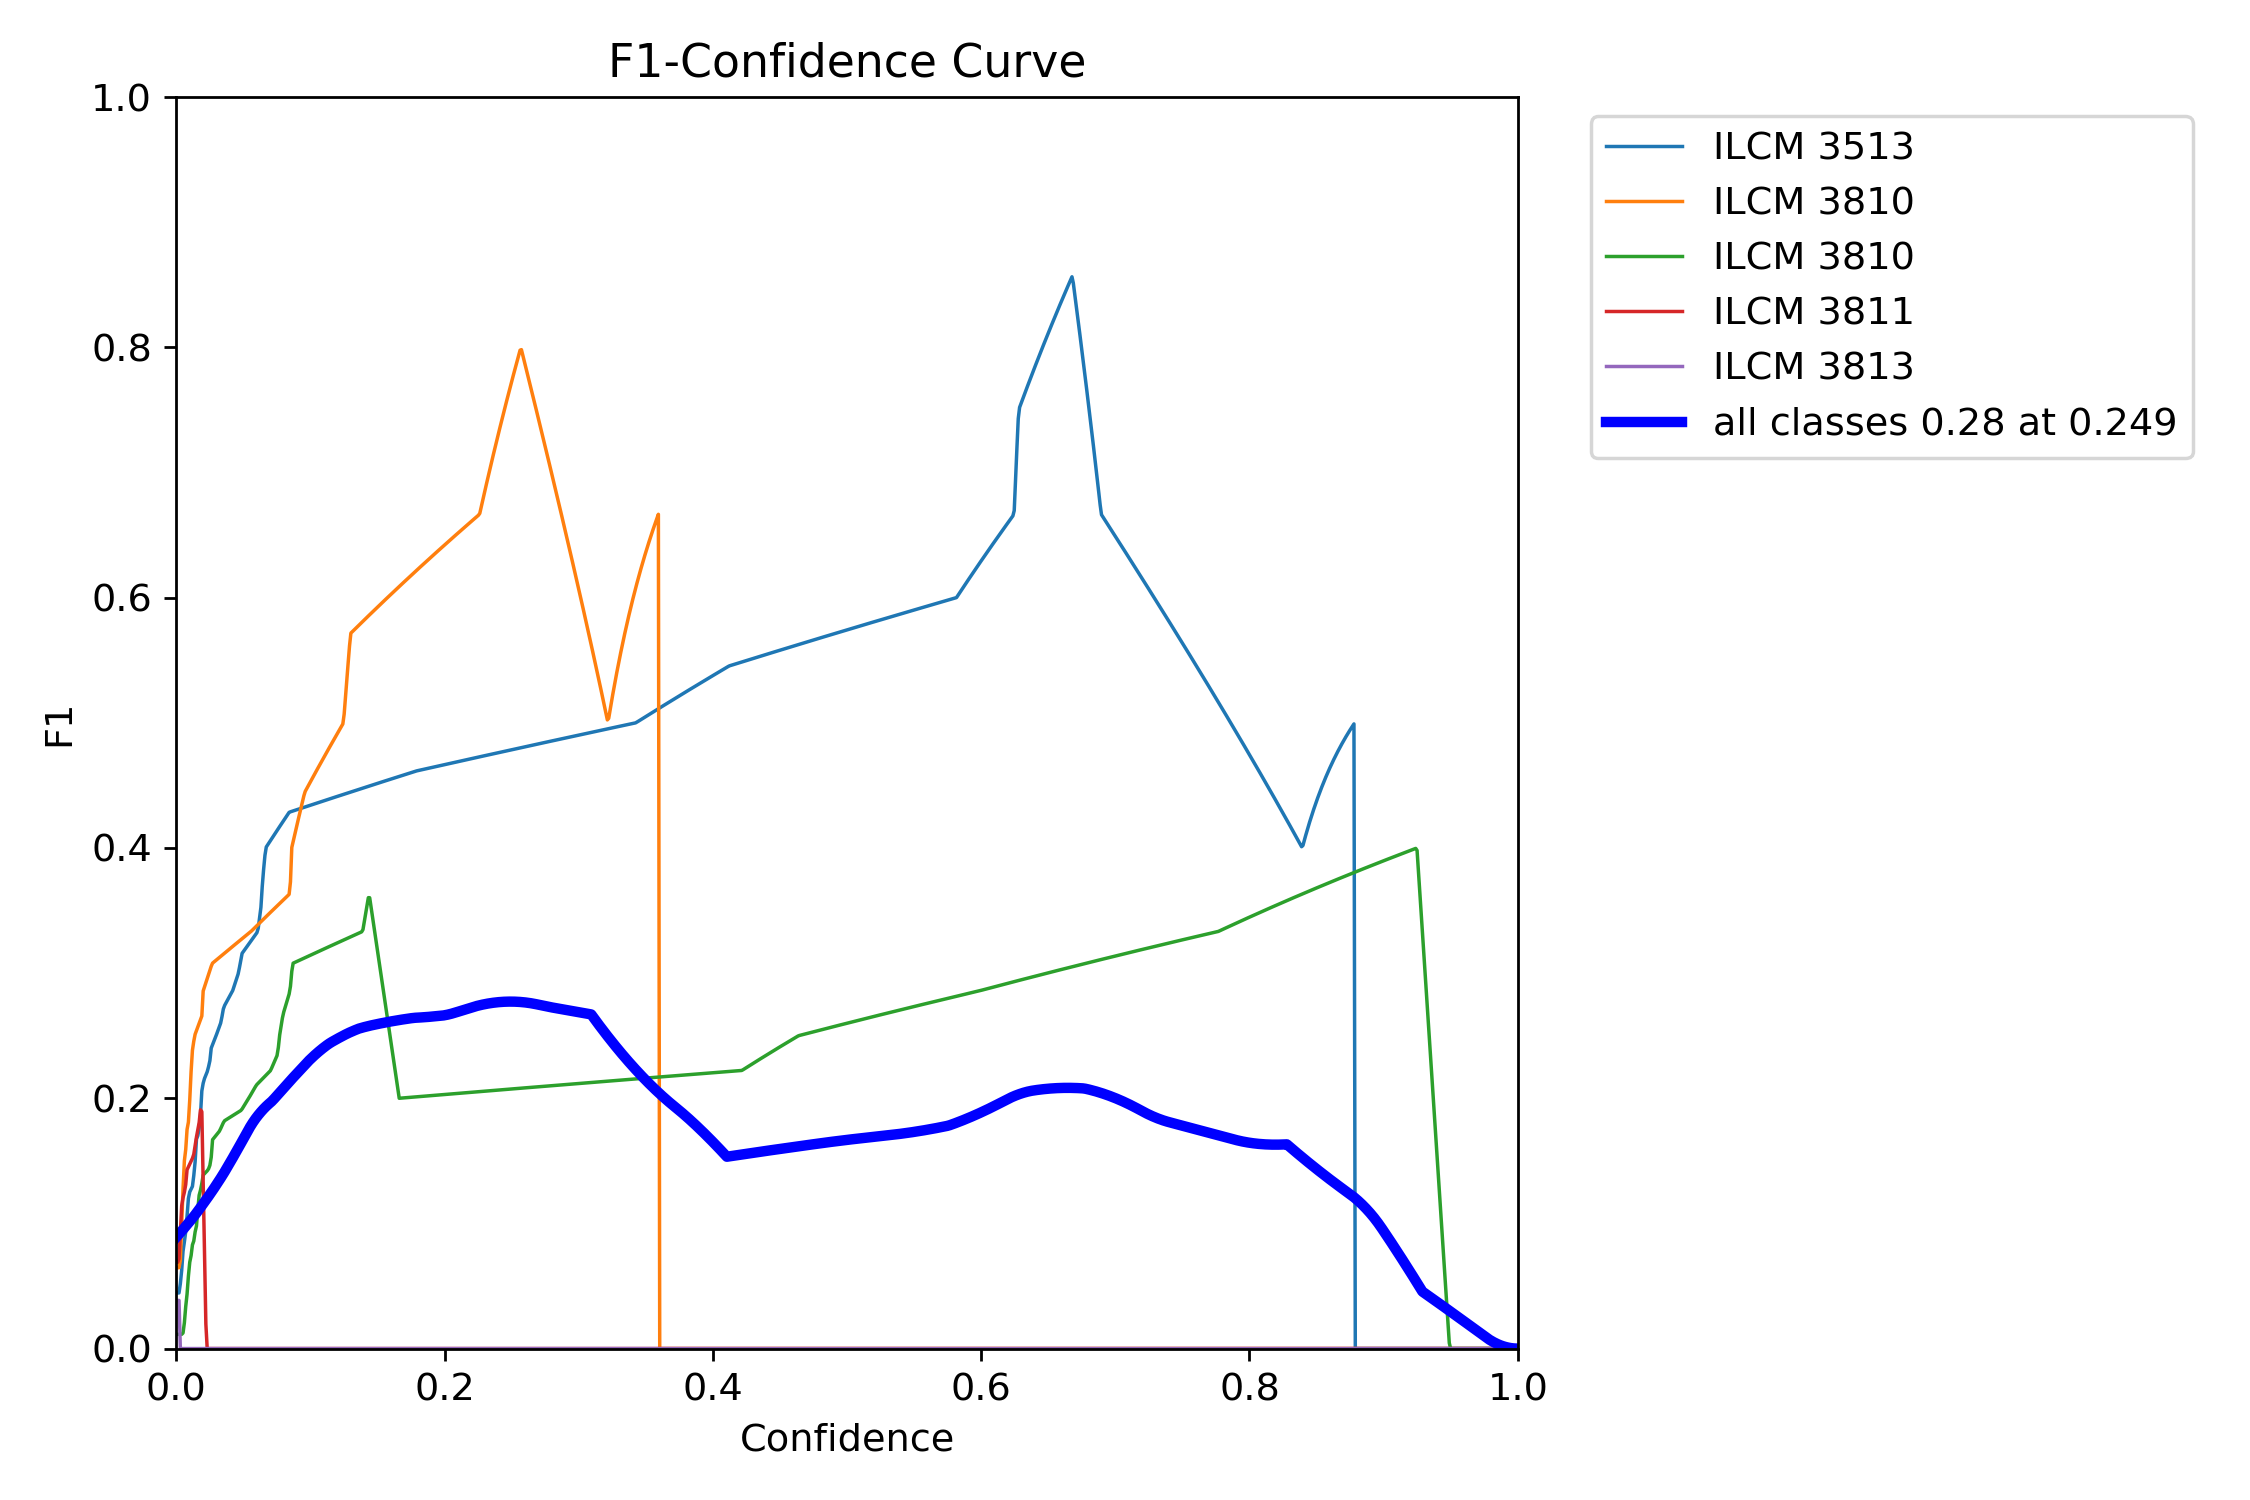 F1-Confidence Curve
1.0
0.8
0.6
0.4
0.2
0.0
F1
0.0 0.2 0.4 0.6 0.8 1.0
Confidence
ILCM 3513
ILCM 3810
ILCM 3810
ILCM 3811
ILCM 3813
all classes 0.28 at 0.249